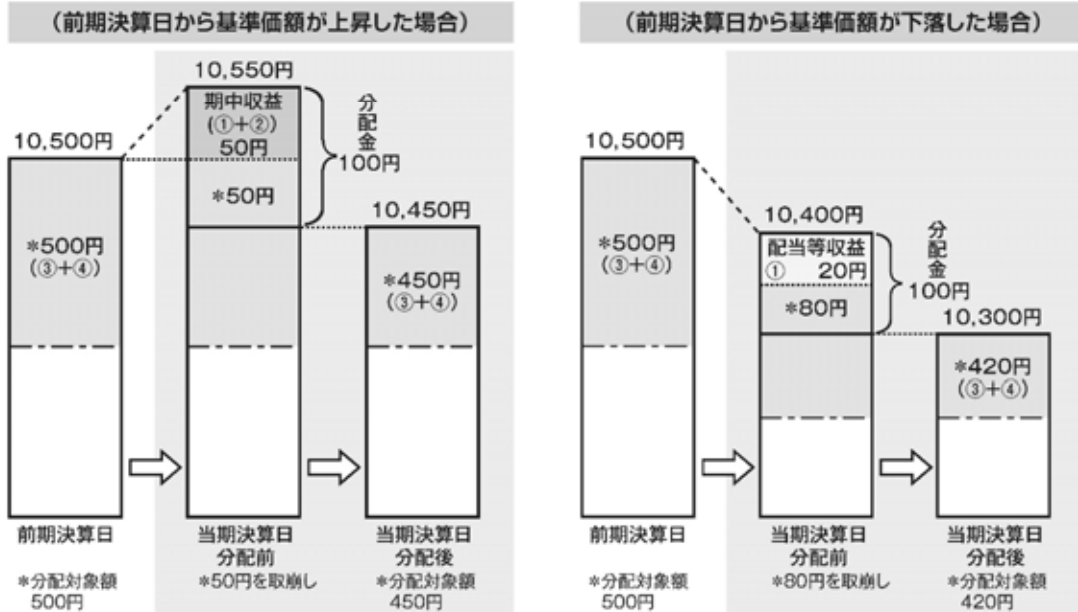 (前期決算日から基準価額が上昇した場合)
10,550円
期中収益
(①+②)
50円
*50円
分配金
100円
10,500円
*500円
(③+④)
10,450円
*450円
(③+④)
前期決算日
当期決算日
分配前
当期決算日
分配後
*分配対象額
500円
*50円を取崩し
*分配対象額
450円
(前期決算日から基準価額が下落した場合)
10,500円
*500円
(③+④)
10,400円
配当等収益
① 20円
*80円
分配金
100円
10,300円
*420円
(③+④)
前期決算日
当期決算日
分配前
当期決算日
分配後
*分配対象額
500円
*80円を取崩し
*分配対象額
420円